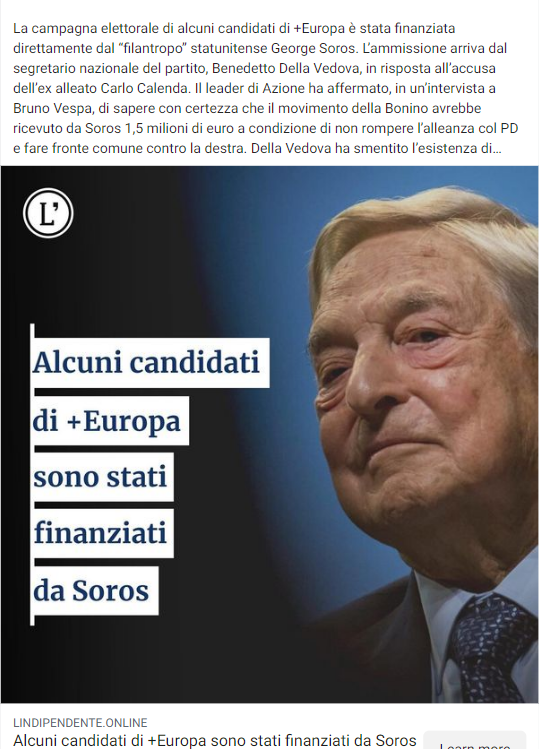 La campagna elettorale di alcuni candidati di +Europa è stata finanziata
direttamente dal “filantropo” statunitense George Soros. L’ammissione arriva dal
segretario nazionale del partito, Benedetto Della Vedova, in risposta all’accusa
dell’ex alleato Carlo Calenda. Il leader di Azione ha affermato, in un’intervista a
Bruno Vespa, di sapere con certezza che il movimento della Bonino avrebbe
ricevuto da Soros 1,5 milioni di euro a condizione di non rompere l’alleanza col PD
e fare fronte comune contro la destra. Della Vedova ha smentito l’esistenza di…
L’
Alcuni candidati
di +Europa
sono stati
finanziati
da Soros
LINDIPENDENTE.ONLINE
Alcuni candidati di +Europa sono stati finanziati da Soros
Learn more